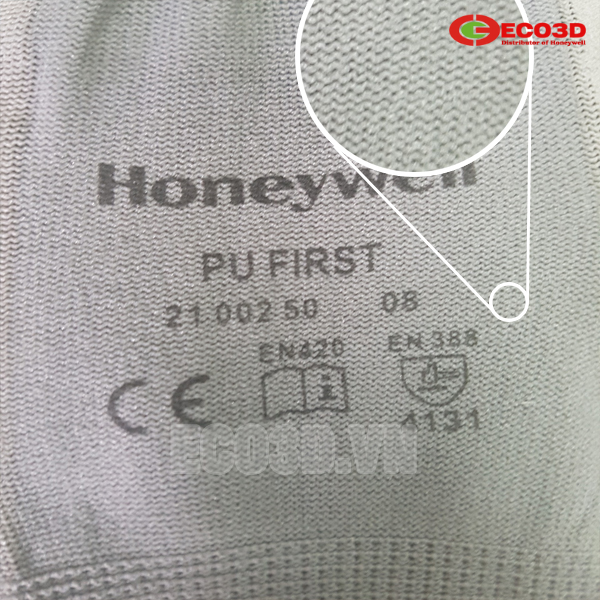 ECO3D
Distributor of Honeywell
Honeywell
PU FIRST
21 002 50 08
EN420 EN 388
CE i
4131
ECO3D.VN